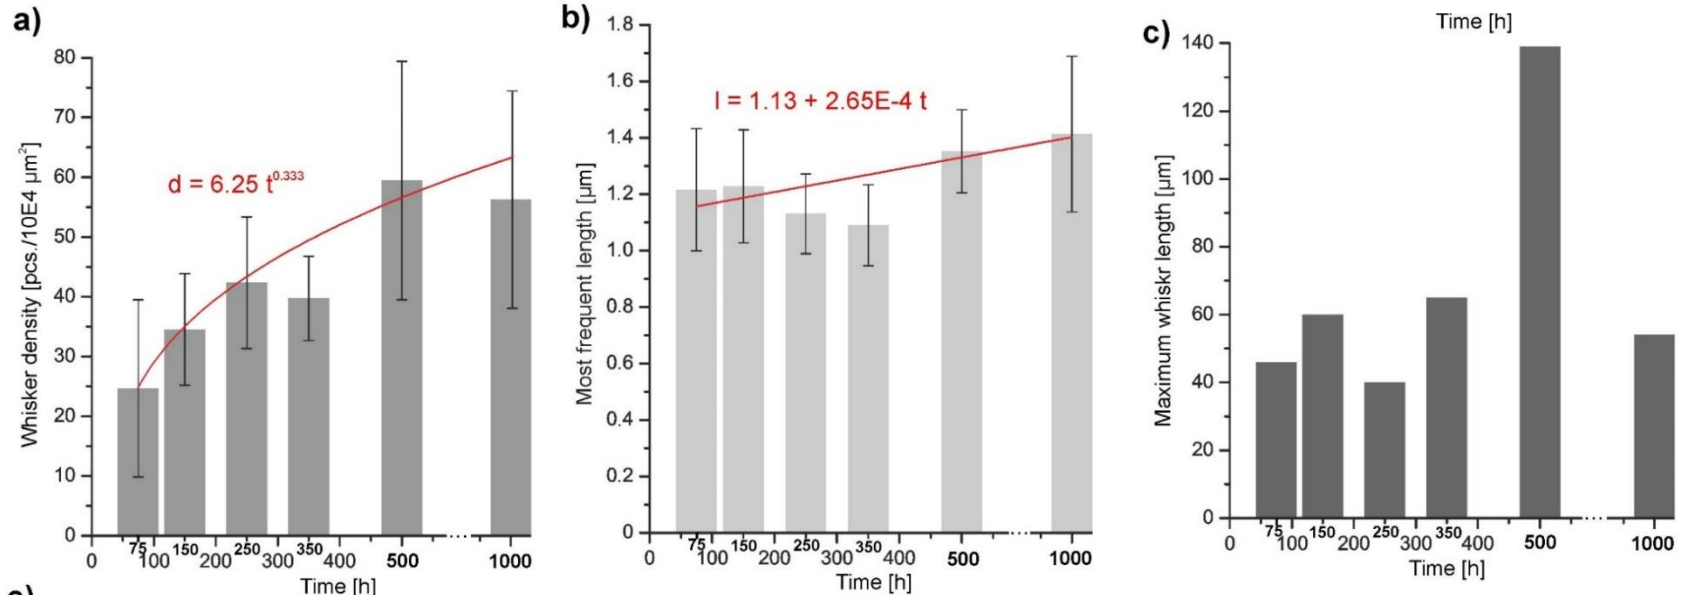 a)
Whisker density [pcs./10E4 µm²]
80
70
60
50
40
30
20
10
0
d = 6.25 t^0.333
75 150 250 350
0 100 200 300 400 500 1000
Time [h]
b)
Most frequent length [µm]
1.8
1.6
1.4
1.2
1.0
0.8
0.6
0.4
0.2
0
l = 1.13 + 2.65E-4 t
75 150 250 350
0 100 200 300 400 500 1000
Time [h]
Time [h]
c)
Maximum whiskr length [µm]
140
120
100
80
60
40
20
0
75 150 250 350
0 100 200 300 400 500 1000
Time [h]